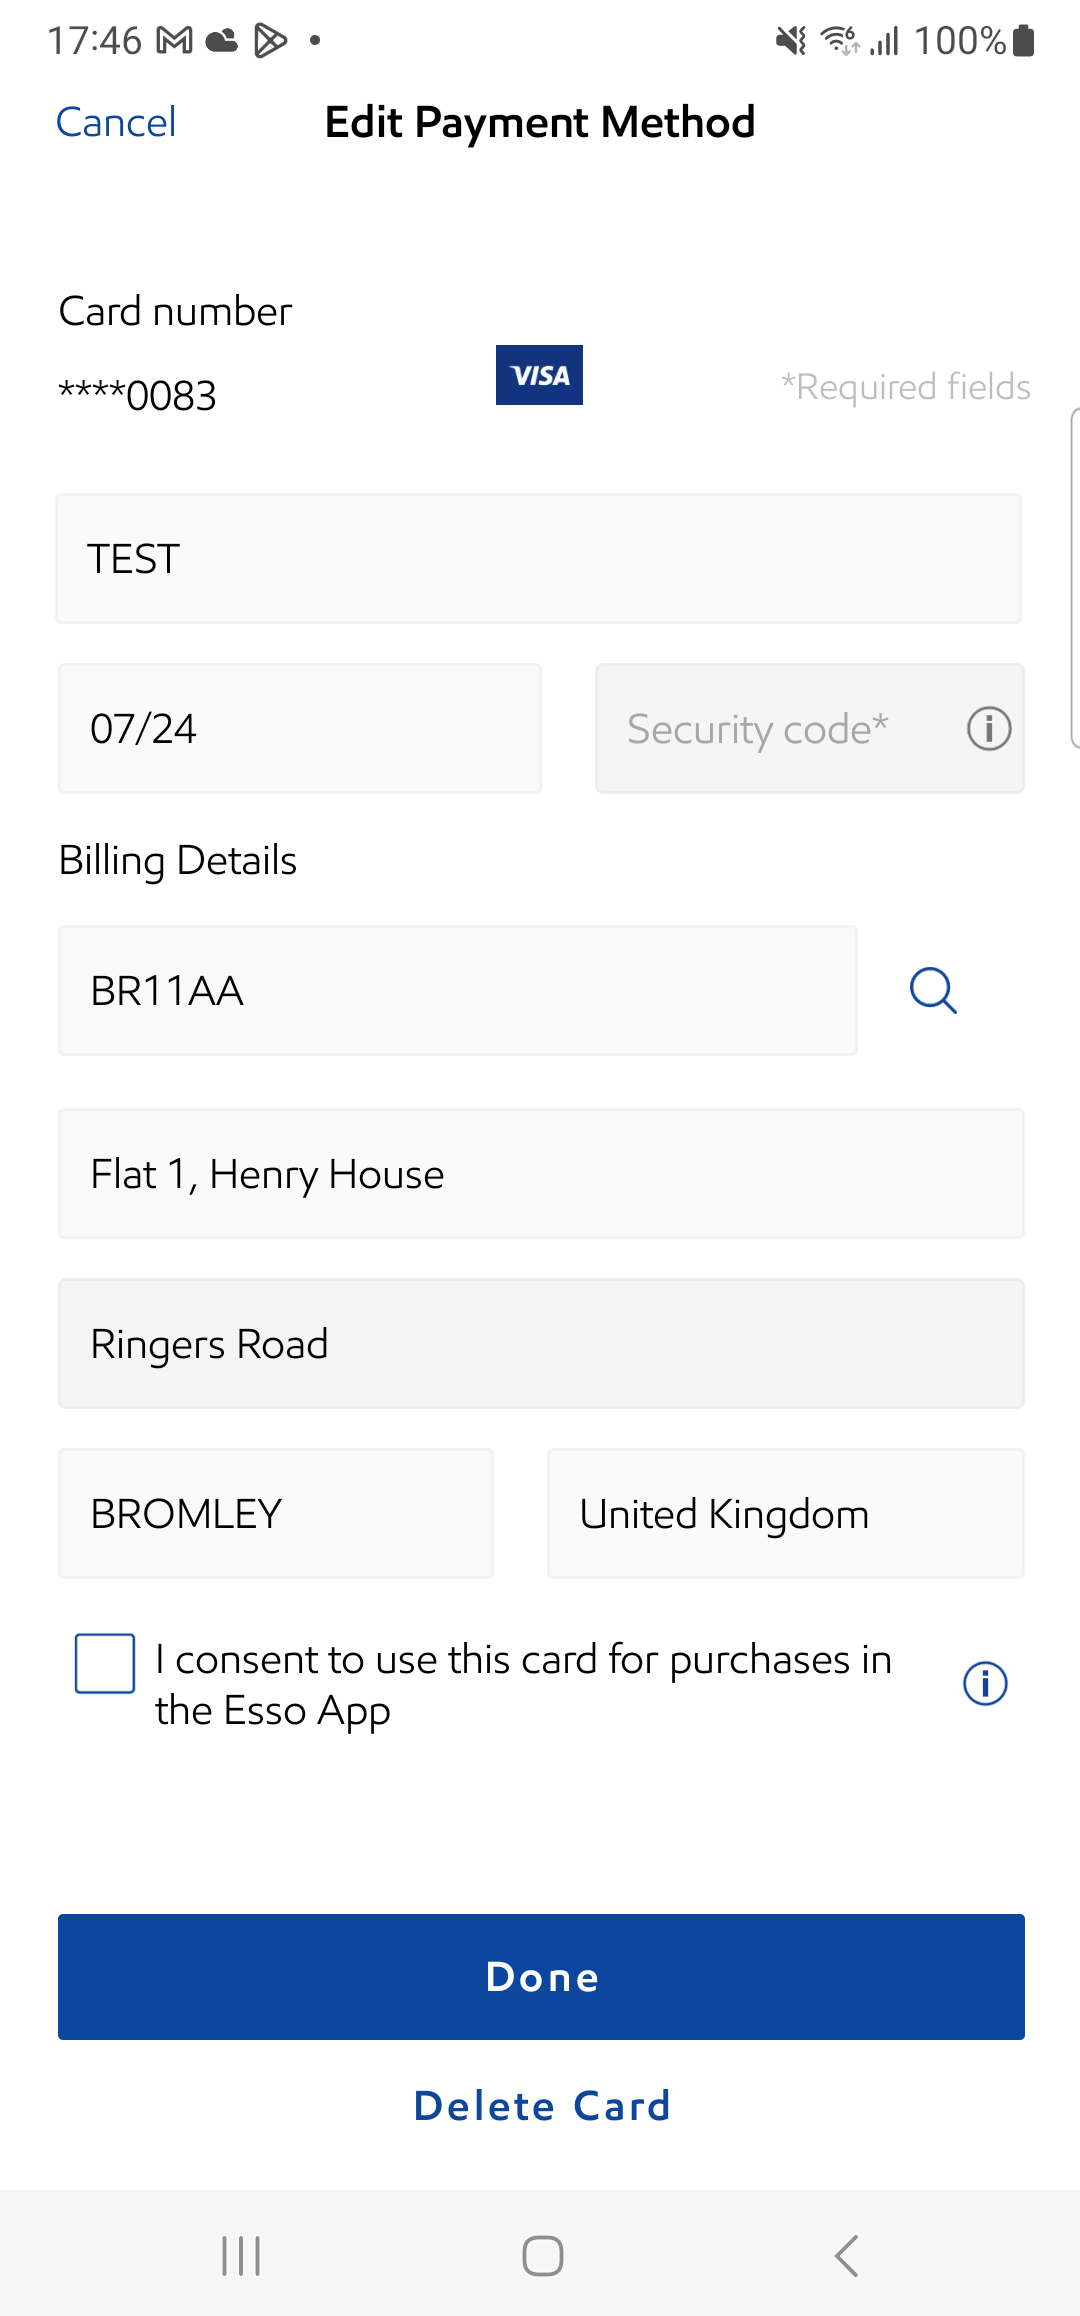 17:46 100%
Cancel Edit Payment Method
Card number
****0083 VISA *Required fields
TEST
07/24 Security code*
Billing Details
BR11AA
Flat 1, Henry House
Ringers Road
BROMLEY United Kingdom
I consent to use this card for purchases in
the Esso App
Done
Delete Card